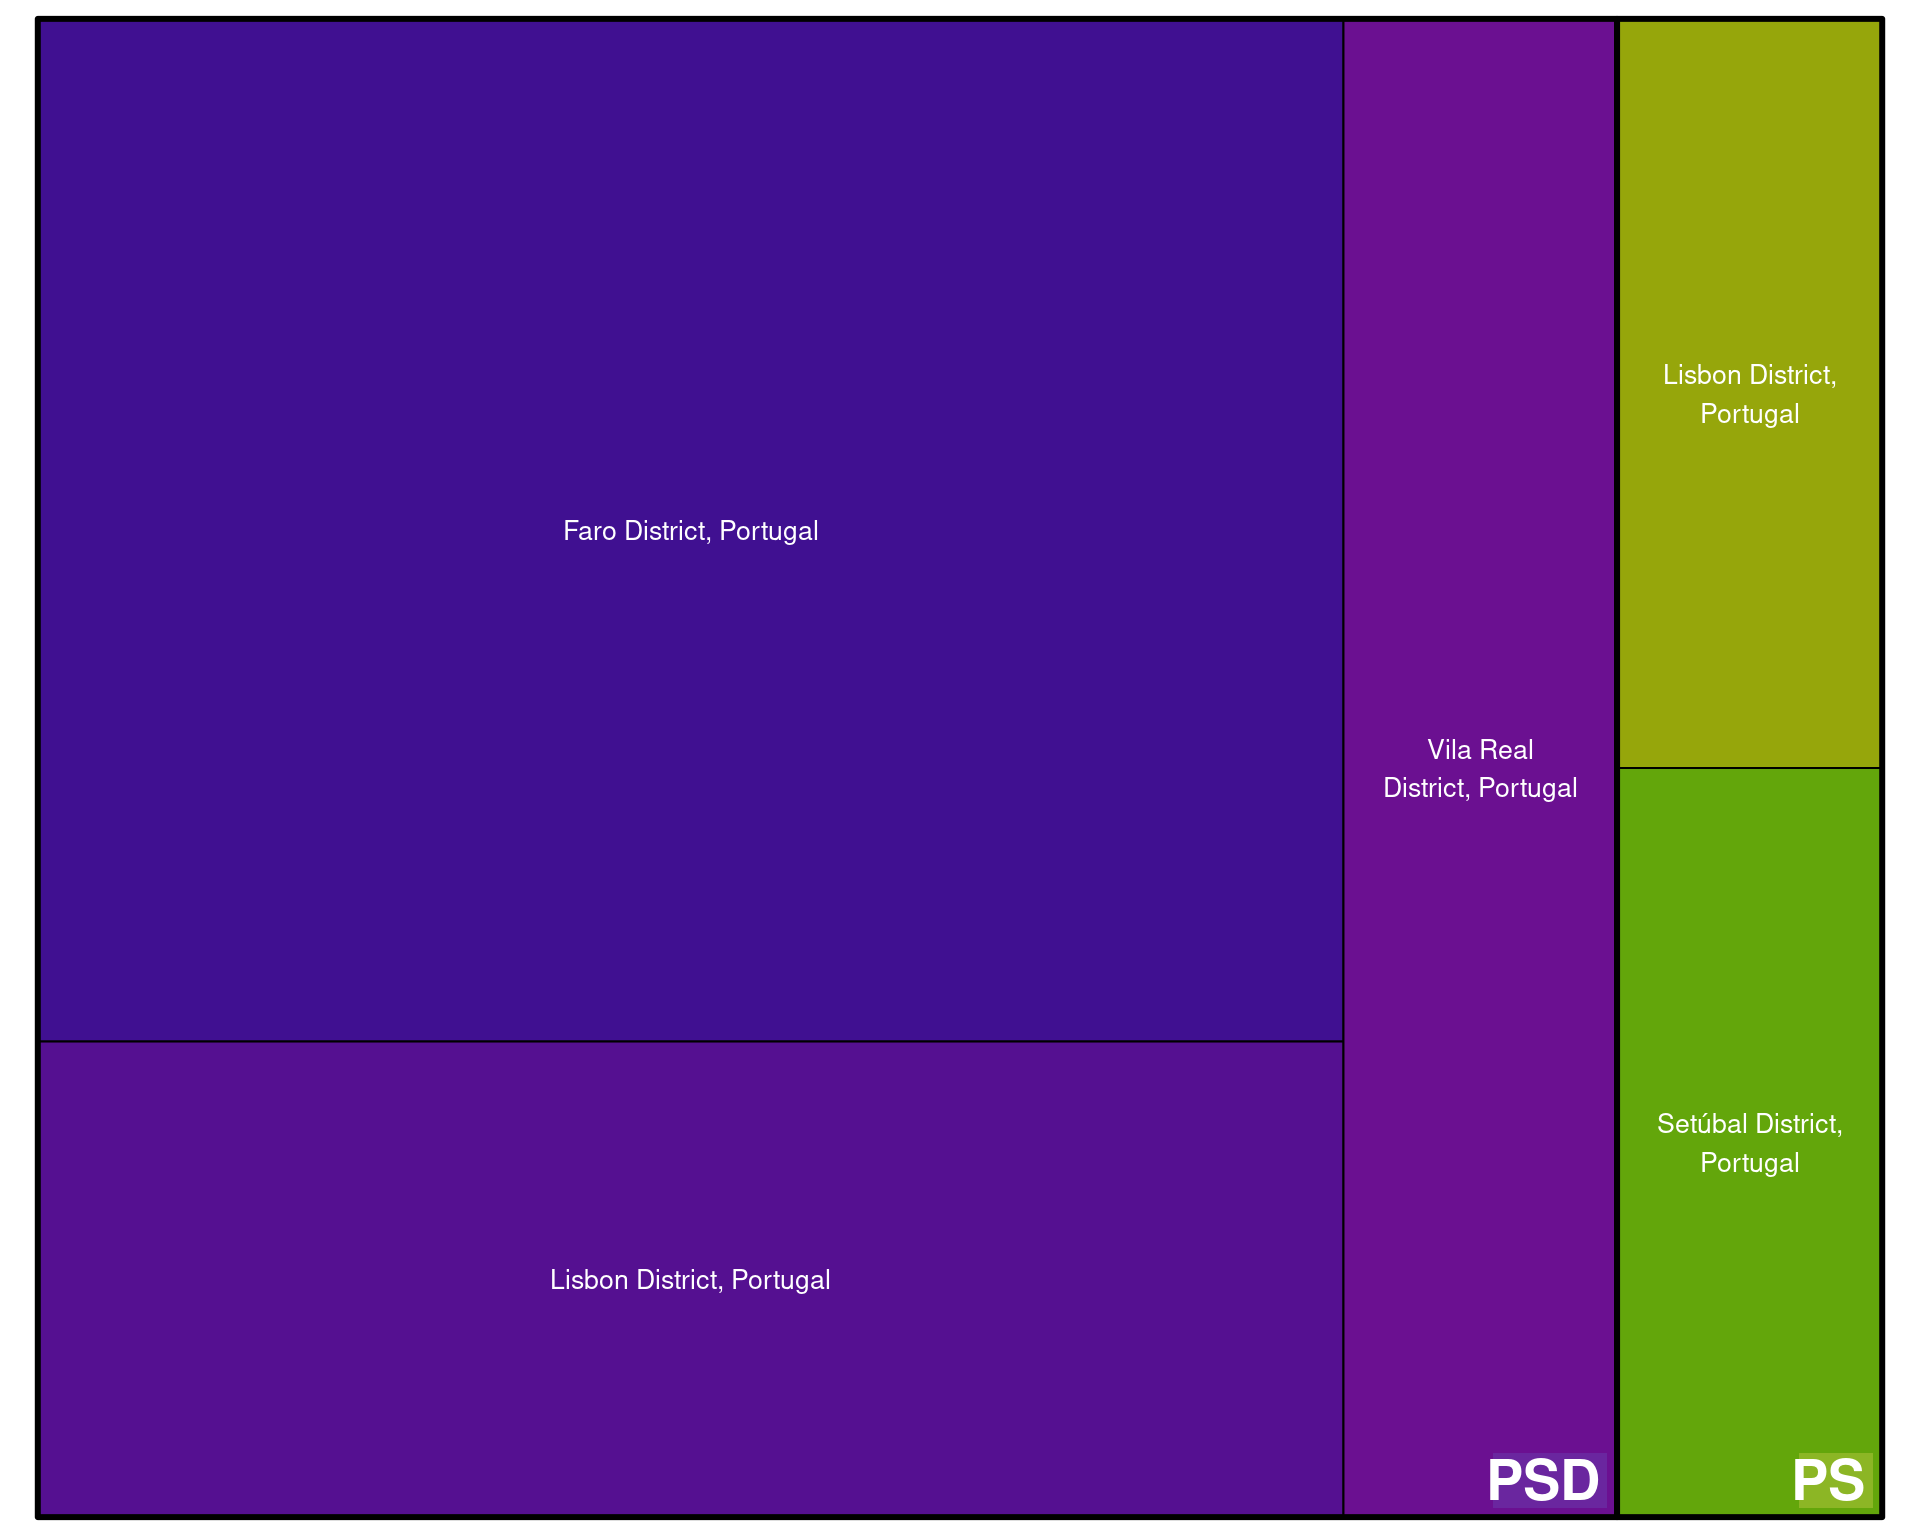 Faro District, Portugal
Lisbon District, Portugal
Vila Real
District, Portugal
PSD
Lisbon District,
Portugal
Setúbal District,
Portugal
PS